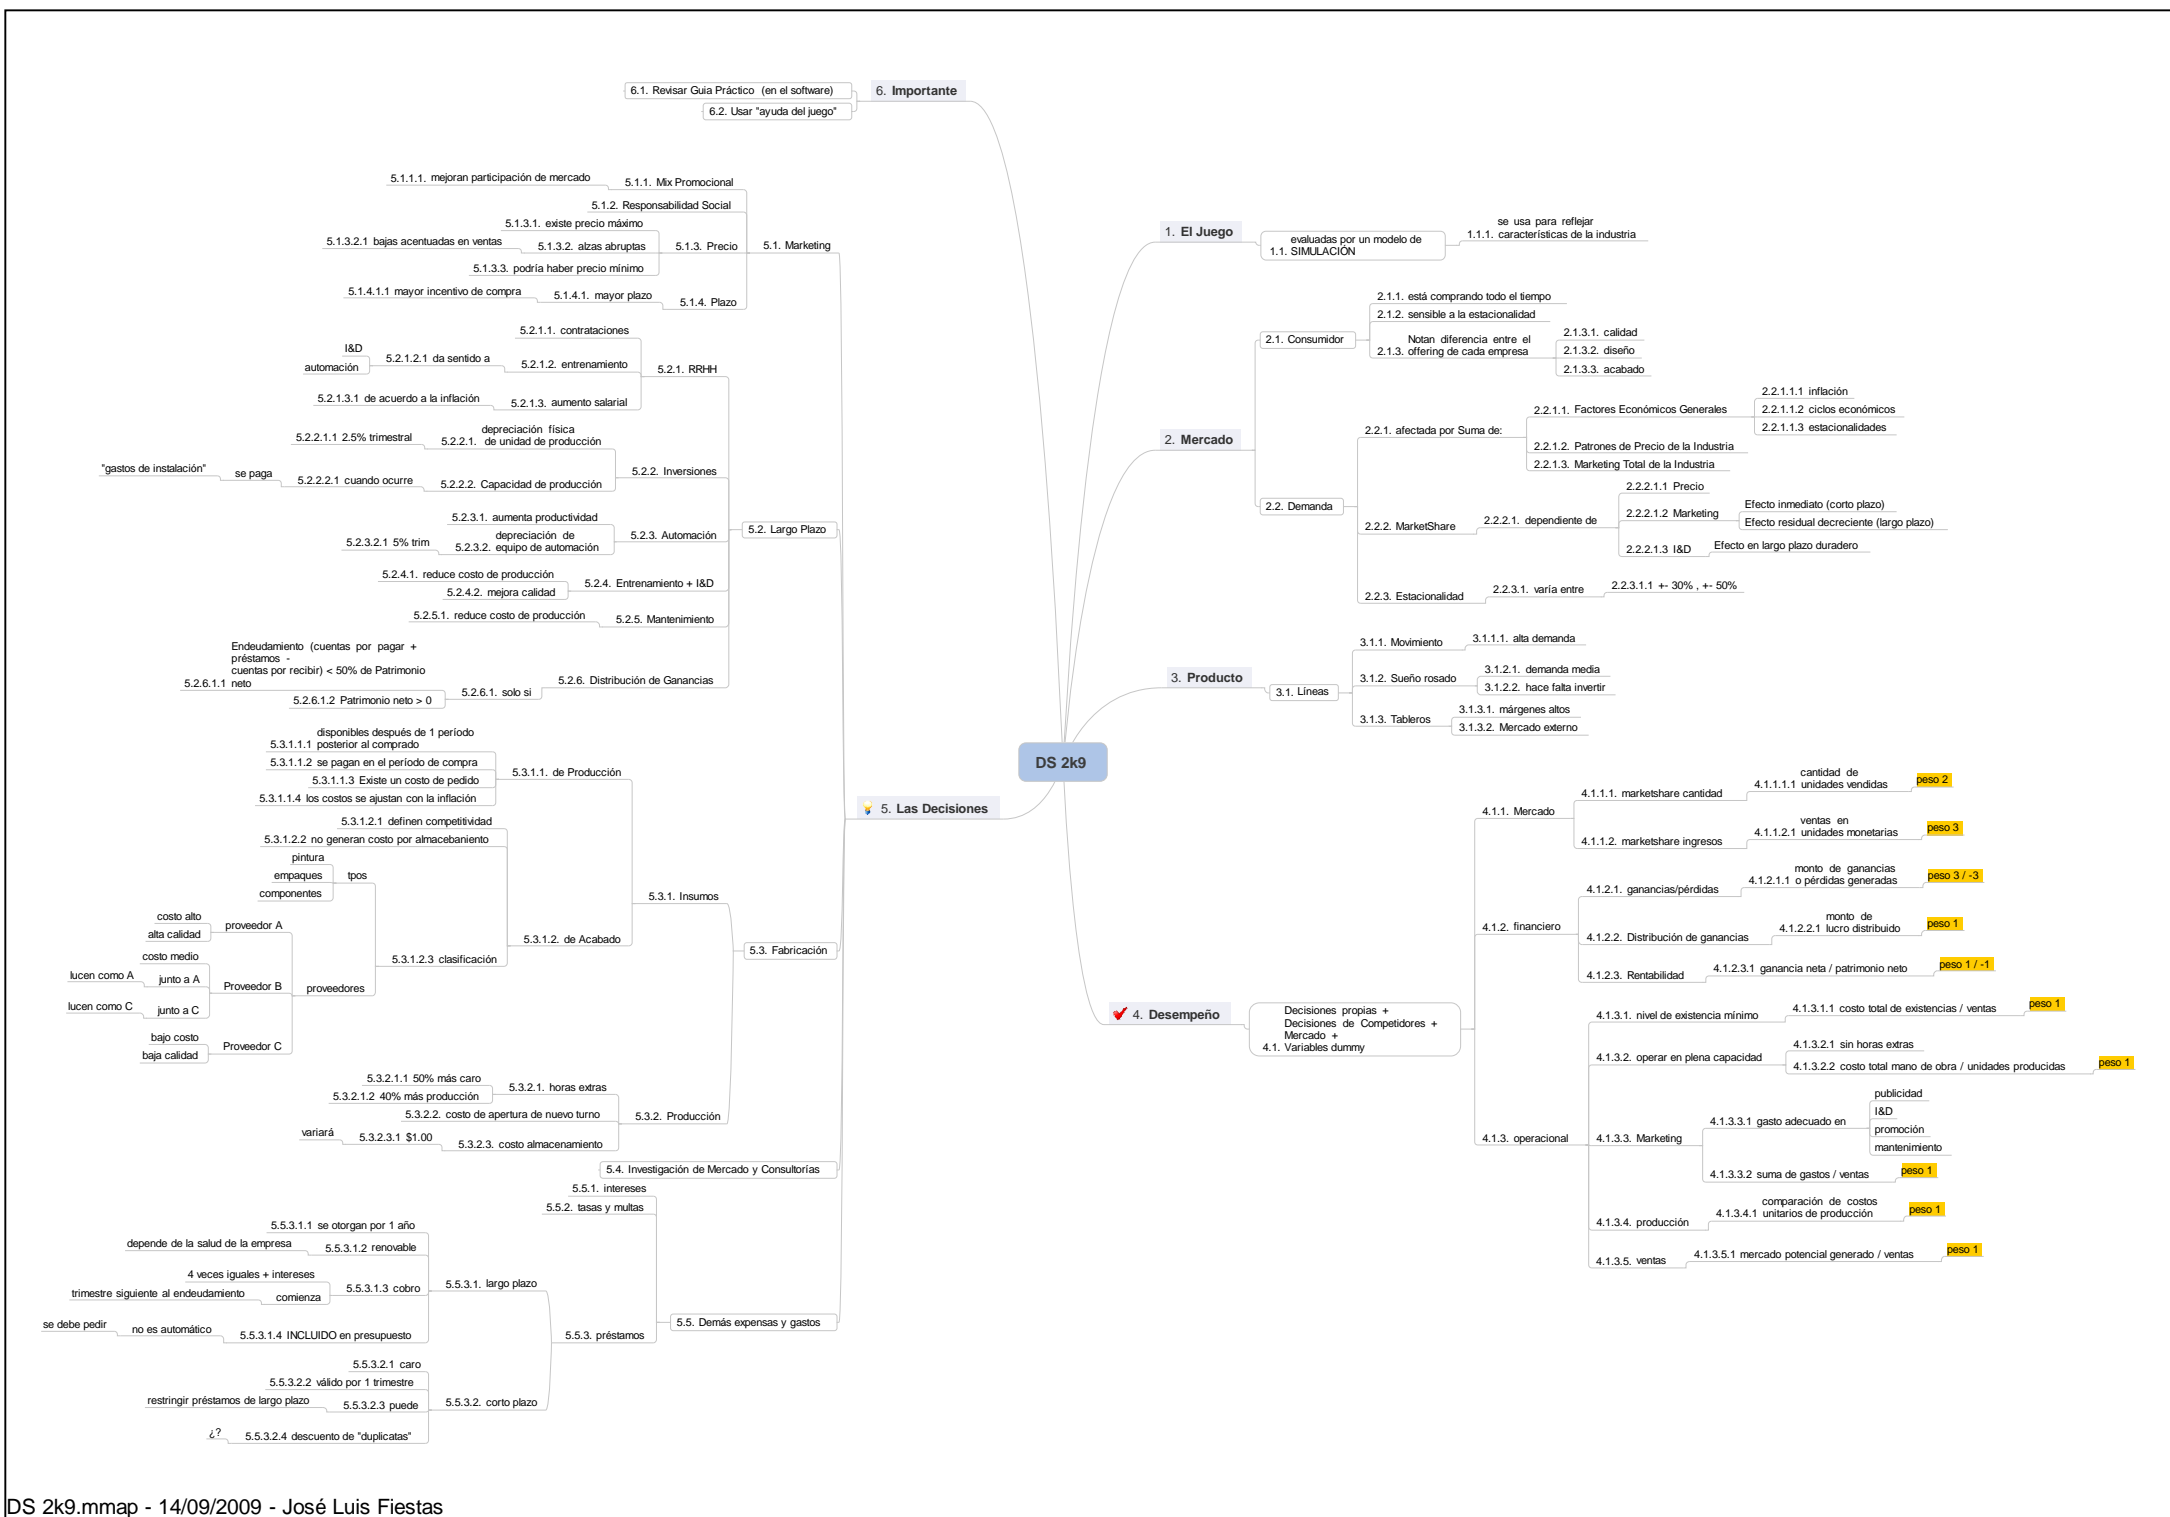 DS 2k9
1. El Juego
evaluadas por un modelo de
1.1. SIMULACIÓN
se usa para reflejar
1.1.1. características de la industria
2. Mercado
2.1. Consumidor
2.1.1. está comprando todo el tiempo
2.1.2. sensible a la estacionalidad
Notan diferencia entre el
2.1.3. offering de cada empresa
2.1.3.1. calidad
2.1.3.2. diseño
2.1.3.3. acabado
2.2. Demanda
2.2.1. afectada por Suma de:
2.2.1.1. Factores Económicos Generales
2.2.1.1.1 inflación
2.2.1.1.2 ciclos económicos
2.2.1.1.3 estacionalidades
2.2.1.2. Patrones de Precio de la Industria
2.2.1.3. Marketing Total de la Industria
2.2.2. MarketShare
2.2.2.1. dependiente de
2.2.2.1.1 Precio
2.2.2.1.2 Marketing
Efecto inmediato (corto plazo)
Efecto residual decreciente (largo plazo)
2.2.2.1.3 I&D
Efecto en largo plazo duradero
2.2.3. Estacionalidad
2.2.3.1. varía entre
2.2.3.1.1 +- 30% , +- 50%
3. Producto
3.1. Líneas
3.1.1. Movimiento
3.1.1.1. alta demanda
3.1.2. Sueño rosado
3.1.2.1. demanda media
3.1.2.2. hace falta invertir
3.1.3. Tableros
3.1.3.1. márgenes altos
3.1.3.2. Mercado externo
4. Desempeño
Decisiones propias +
Decisiones de Competidores +
Mercado +
4.1. Variables dummy
4.1.1. Mercado
4.1.1.1. marketshare cantidad
cantidad de
4.1.1.1.1 unidades vendidas
peso 2
4.1.1.2. marketshare ingresos
ventas en
4.1.1.2.1 unidades monetarias
peso 3
4.1.2. financiero
4.1.2.1. ganancias/pérdidas
monto de ganancias
4.1.2.1.1 o pérdidas generadas
peso 3 / -3
4.1.2.2. Distribución de ganancias
monto de
4.1.2.2.1 lucro distribuido
peso 1
4.1.2.3. Rentabilidad
4.1.2.3.1 ganancia neta / patrimonio neto
peso 1 / -1
4.1.3. operacional
4.1.3.1. nivel de existencia mínimo
4.1.3.1.1 costo total de existencias / ventas
peso 1
4.1.3.2. operar en plena capacidad
4.1.3.2.1 sin horas extras
4.1.3.2.2 costo total mano de obra / unidades producidas
peso 1
4.1.3.3. Marketing
4.1.3.3.1 gasto adecuado en
publicidad
I&D
promoción
mantenimiento
4.1.3.3.2 suma de gastos / ventas
peso 1
4.1.3.4. producción
comparación de costos
4.1.3.4.1 unitarios de producción
peso 1
4.1.3.5. ventas
4.1.3.5.1 mercado potencial generado / ventas
peso 1
5. Las Decisiones
5.1. Marketing
5.1.1. Mix Promocional
5.1.1.1. mejoran participación de mercado
5.1.2. Responsabilidad Social
5.1.3. Precio
5.1.3.1. existe precio máximo
5.1.3.2. alzas abruptas
5.1.3.2.1 bajas acentuadas en ventas
5.1.3.3. podría haber precio mínimo
5.1.4. Plazo
5.1.4.1. mayor plazo
5.1.4.1.1 mayor incentivo de compra
5.2. Largo Plazo
5.2.1. RRHH
5.2.1.1. contrataciones
5.2.1.2. entrenamiento
5.2.1.2.1 da sentido a
I&D
automación
5.2.1.3. aumento salarial
5.2.1.3.1 de acuerdo a la inflación
5.2.2. Inversiones
depreciación física
5.2.2.1. de unidad de producción
5.2.2.1.1 2.5% trimestral
5.2.2.2. Capacidad de producción
5.2.2.2.1 cuando ocurre
se paga
"gastos de instalación"
5.2.3. Automación
5.2.3.1. aumenta productividad
depreciación de
5.2.3.2. equipo de automación
5.2.3.2.1 5% trim
5.2.4. Entrenamiento + I&D
5.2.4.1. reduce costo de producción
5.2.4.2. mejora calidad
5.2.5. Mantenimiento
5.2.5.1. reduce costo de producción
5.2.6. Distribución de Ganancias
5.2.6.1. solo si
Endeudamiento (cuentas por pagar +
préstamos -
cuentas por recibir) < 50% de Patrimonio
5.2.6.1.1 neto
5.2.6.1.2 Patrimonio neto > 0
5.3. Fabricación
5.3.1. Insumos
5.3.1.1. de Producción
disponibles después de 1 período
5.3.1.1.1 posterior al comprado
5.3.1.1.2 se pagan en el período de compra
5.3.1.1.3 Existe un costo de pedido
5.3.1.1.4 los costos se ajustan con la inflación
5.3.1.2. de Acabado
5.3.1.2.1 definen competitividad
5.3.1.2.2 no generan costo por almacebaniento
5.3.1.2.3 clasificación
tpos
pintura
empaques
componentes
proveedores
proveedor A
costo alto
alta calidad
Proveedor B
costo medio
junto a A
lucen como A
junto a C
lucen como C
Proveedor C
bajo costo
baja calidad
5.3.2. Producción
5.3.2.1. horas extras
5.3.2.1.1 50% más caro
5.3.2.1.2 40% más producción
5.3.2.2. costo de apertura de nuevo turno
5.3.2.3. costo almacenamiento
5.3.2.3.1 $1.00
variará
5.4. Investigación de Mercado y Consultorías
5.5. Demás expensas y gastos
5.5.1. intereses
5.5.2. tasas y multas
5.5.3. préstamos
5.5.3.1. largo plazo
5.5.3.1.1 se otorgan por 1 año
5.5.3.1.2 renovable
depende de la salud de la empresa
5.5.3.1.3 cobro
4 veces iguales + intereses
comienza
trimestre siguiente al endeudamiento
5.5.3.1.4 INCLUIDO en presupuesto
no es automático
se debe pedir
5.5.3.2. corto plazo
5.5.3.2.1 caro
5.5.3.2.2 válido por 1 trimestre
5.5.3.2.3 puede
restringir préstamos de largo plazo
5.5.3.2.4 descuento de "duplicatas"
¿?
6. Importante
6.1. Revisar Guia Práctico (en el software)
6.2. Usar "ayuda del juego"
DS 2k9.mmap - 14/09/2009 - José Luis Fiestas